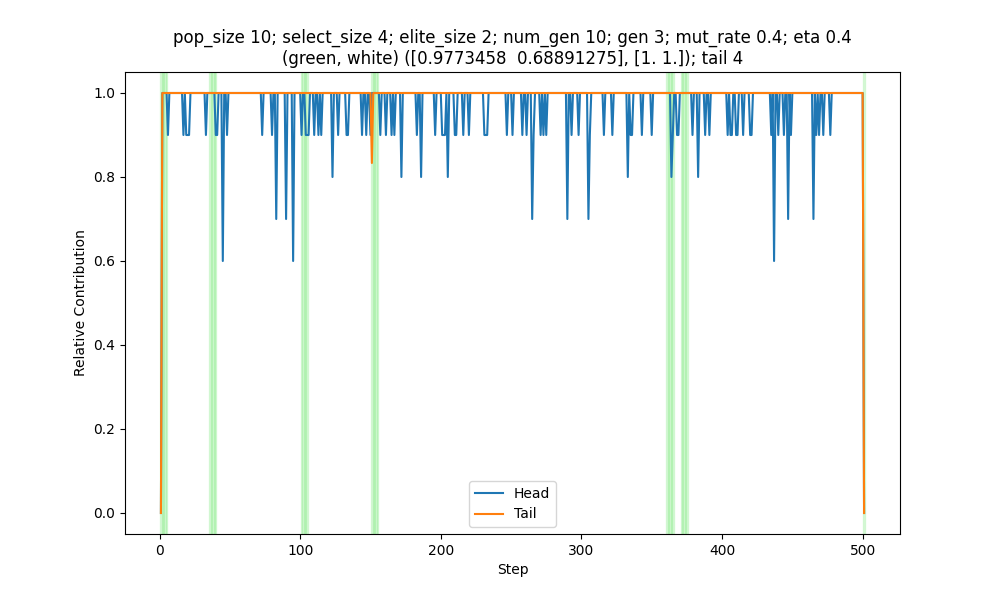 pop_size 10; select_size 4; elite_size 2; num_gen 10; gen 3; mut_rate 0.4; eta 0.4
(green, white) ([0.9773458  0.68891275], [1. 1.]); tail 4
1.0
0.8
0.6
0.4
0.2
0.0
Relative Contribution
Head
Tail
0
100
200
300
400
500
Step